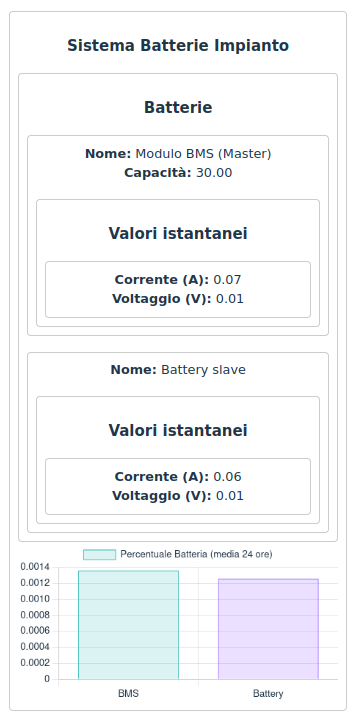 Sistema Batterie Impianto
Batterie
Nome: Modulo BMS (Master)
Capacità: 30.00
Valori istantanei
Corrente (A): 0.07
Voltaggio (V): 0.01
Nome: Battery slave
Valori istantanei
Corrente (A): 0.06
Voltaggio (V): 0.01
Percentuale Batteria (media 24 ore)
0.0014
0.0012
0.0010
0.0008
0.0006
0.0004
0.0002
0
BMS Battery